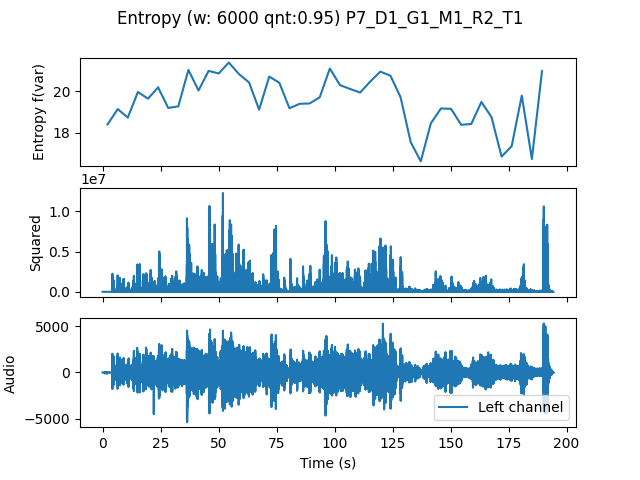 Entropy (w: 6000 qnt:0.95) P7_D1_G1_M1_R2_T1
Entropy f(var)
20
18
1e7
Squared
1.0
0.5
0.0
Audio
5000
0
−5000
Left channel
0 25 50 75 100 125 150 175 200
Time (s)